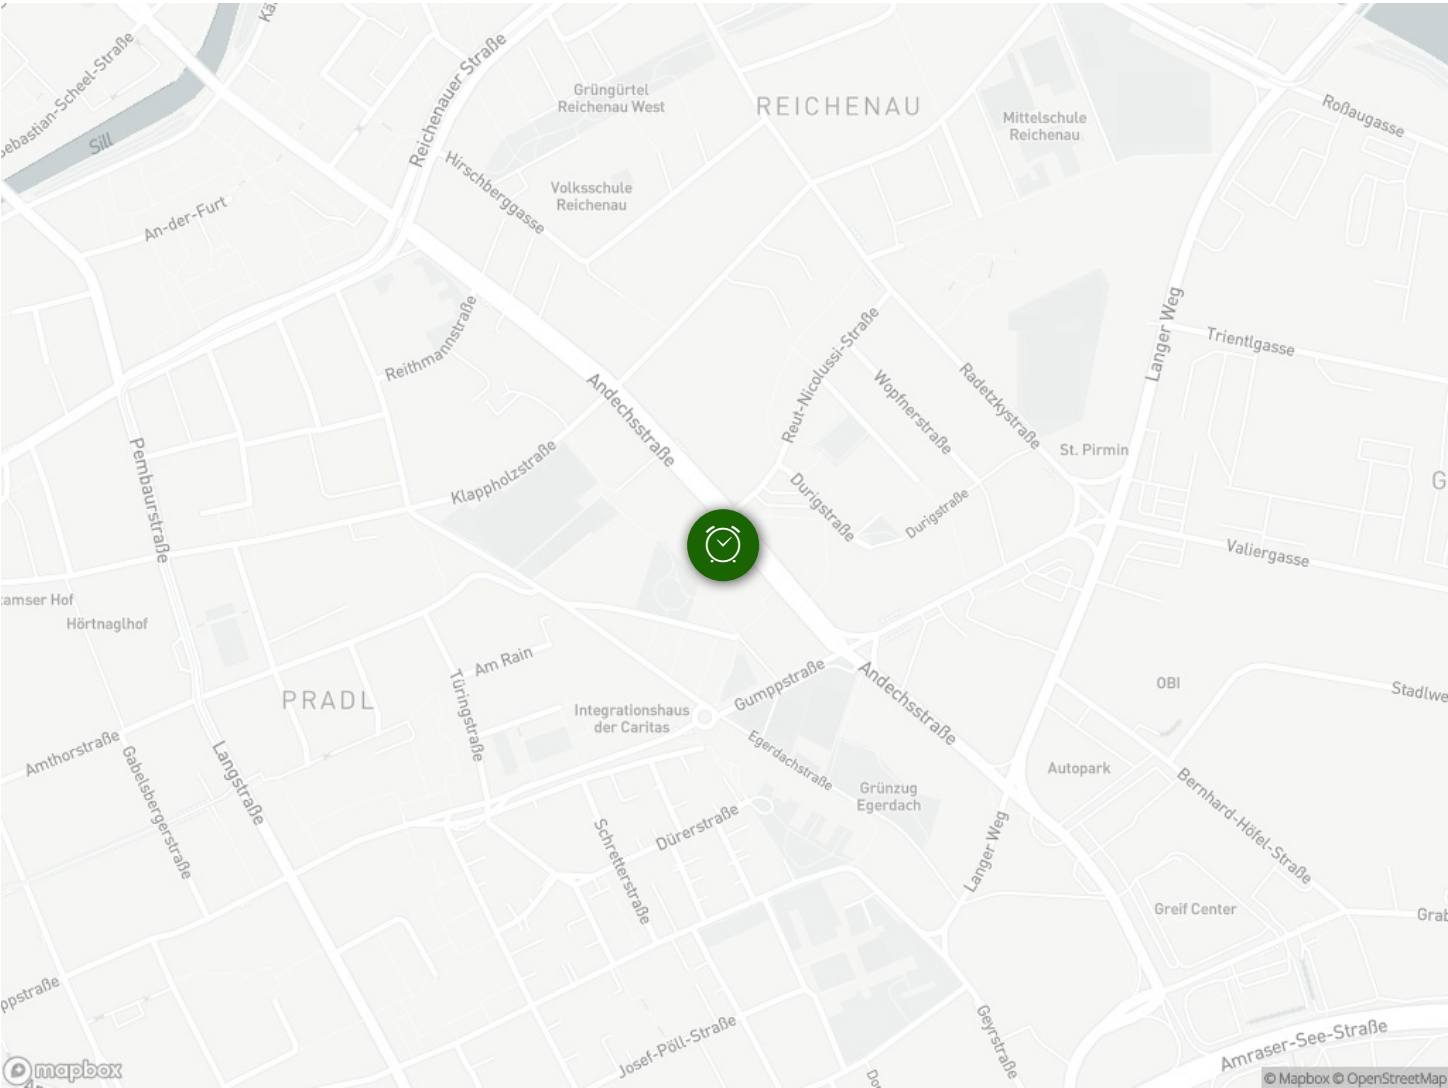 Sebastian-Scheel-Straße
Sill
An-der-Furt
Reichenauer Straße
Grüngürtel
Reichenau West
REICHENAU
Mittelschule
Reichenau
Roßaugasse
Hirschberggasse
Volksschule
Reichenau
Reithmannstraße
Andechsstraße
Reut-Nicolussi-Straße
Wopfnerstraße
Radetzkystraße
Langer Weg
Trientlgasse
St. Pirmin
Pembaurstraße
Klappholzstraße
Durigstraße
Durigstraße
Valiergasse
amser Hof
Hörtnaglhof
PRADL
Am Rain
Türingstraße
Integrationshaus
der Caritas
Gumppstraße
Andechsstraße
OBI
Stadlwe
Amthorstraße
Gabelsbergerstraße
Langstraße
Egerdachstraße
Grünzug
Egerdach
Autopark
Bernhard-Höfel-Straße
Schretterstraße
Dürerstraße
Langer Weg
Greif Center
Grab
ppstraße
Josef-Pöll-Straße
Geyrstraße
Amraser-See-Straße
mapbox
© Mapbox © OpenStreetMap